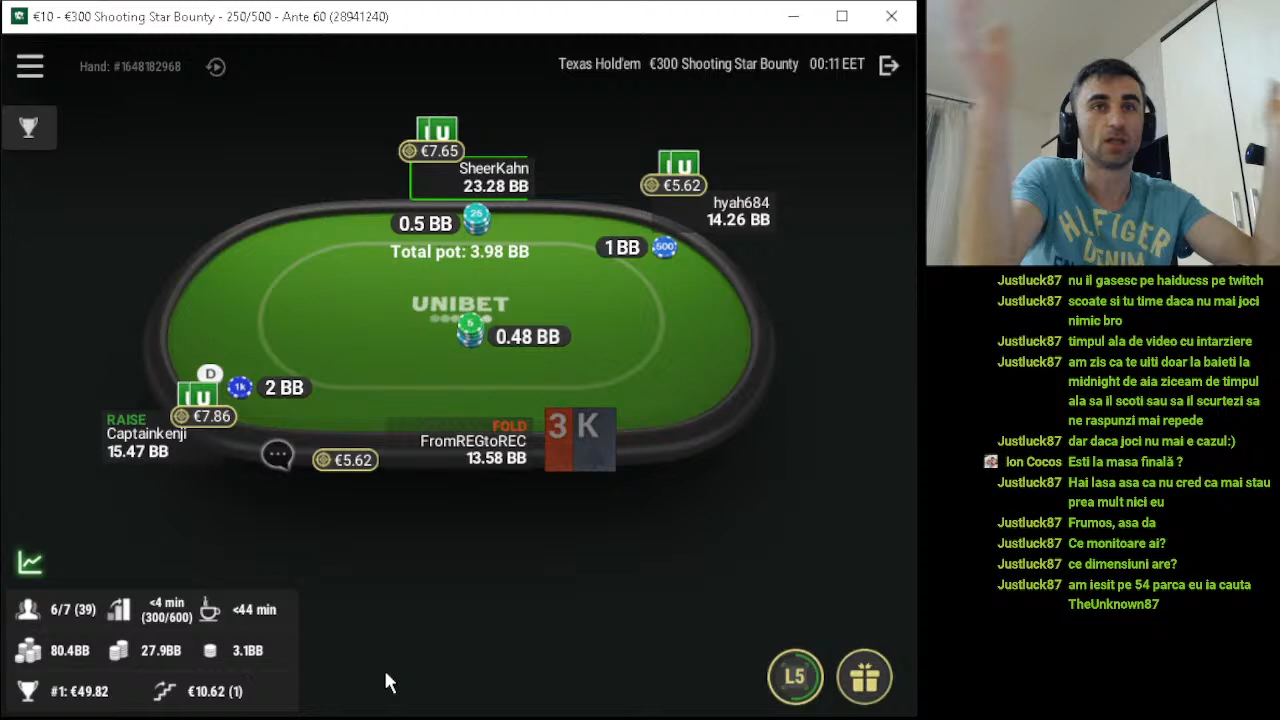 €10 - €300 Shooting Star Bounty - 250/500 - Ante 60 (28941240)
Hand: #1648182968
Texas Hold'em €300 Shooting Star Bounty 00:11 EET
U
€7.65
SheerKahn
23.28 BB
U
€5.62
hyah684
14.26 BB
0.5 BB
25
Total pot: 3.98 BB
1 BB
500
UNIBET
5
0.48 BB
D
U
1k
2 BB
€7.86
RAISE
Captainkenji
15.47 BB
€5.62
FOLD
FromREGtoREC
13.58 BB
3 K
6/7 (39)
<4 min
(300/600)
<44 min
80.4BB
27.9BB
3.1BB
#1: €49.82
€10.62 (1)
L5
HILFIGER
DENIM
Justluck87 nu il gasesc pe haiducss pe twitch
Justluck87 scoate si tu time daca nu mai joci
nimic bro
Justluck87 timpul ala de video cu intarziere
Justluck87 am zis ca te uiti doar la baieti la
midnight de aia ziceam de timpul
ala sa il scoti sau sa il scurtezi sa
ne raspunzi mai repede
Justluck87 dar daca joci nu mai e cazul:)
Ion Cocos Esti la masa finală ?
Justluck87 Hai lasa asa ca nu cred ca mai stau
prea mult nici eu
Justluck87 Frumos, asa da
Justluck87 Ce monitoare ai?
Justluck87 ce dimensiuni are?
Justluck87 am iesit pe 54 parca eu ia cauta
TheUnknown87